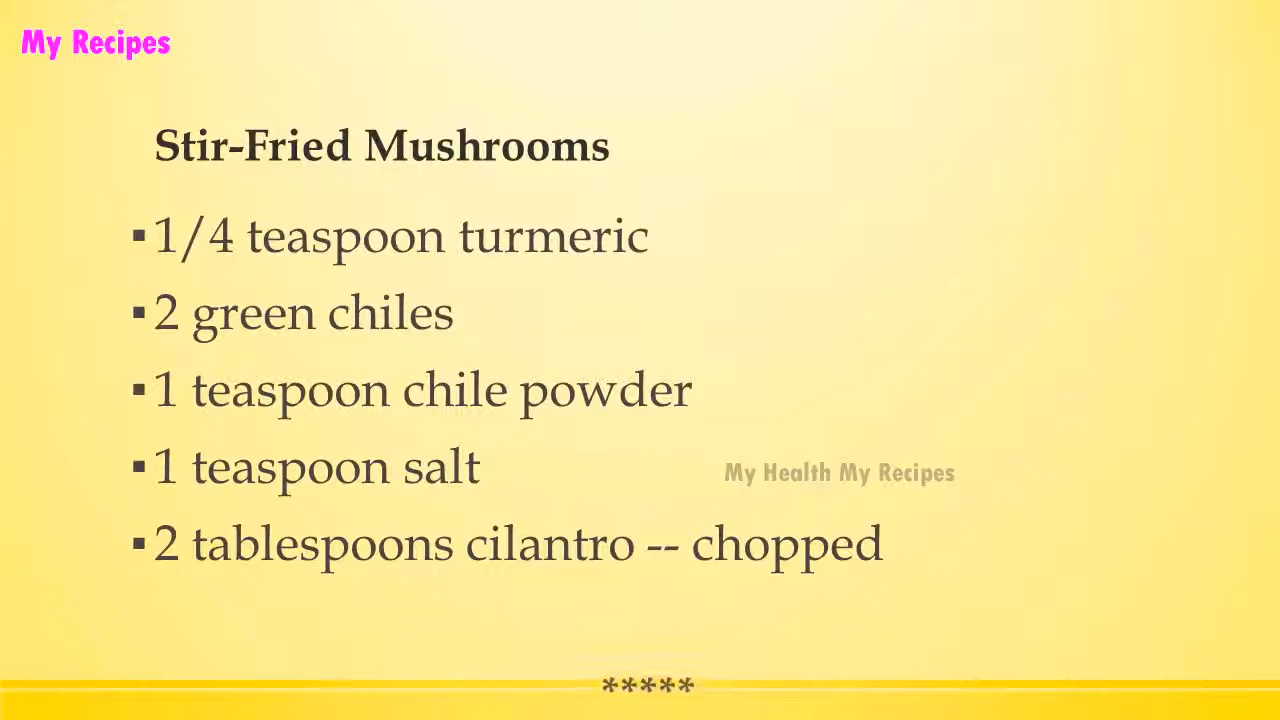 My Recipes
Stir-Fried Mushrooms
▪1/4 teaspoon turmeric
▪2 green chiles
▪1 teaspoon chile powder
▪1 teaspoon salt
My Health My Recipes
▪2 tablespoons cilantro -- chopped
*****